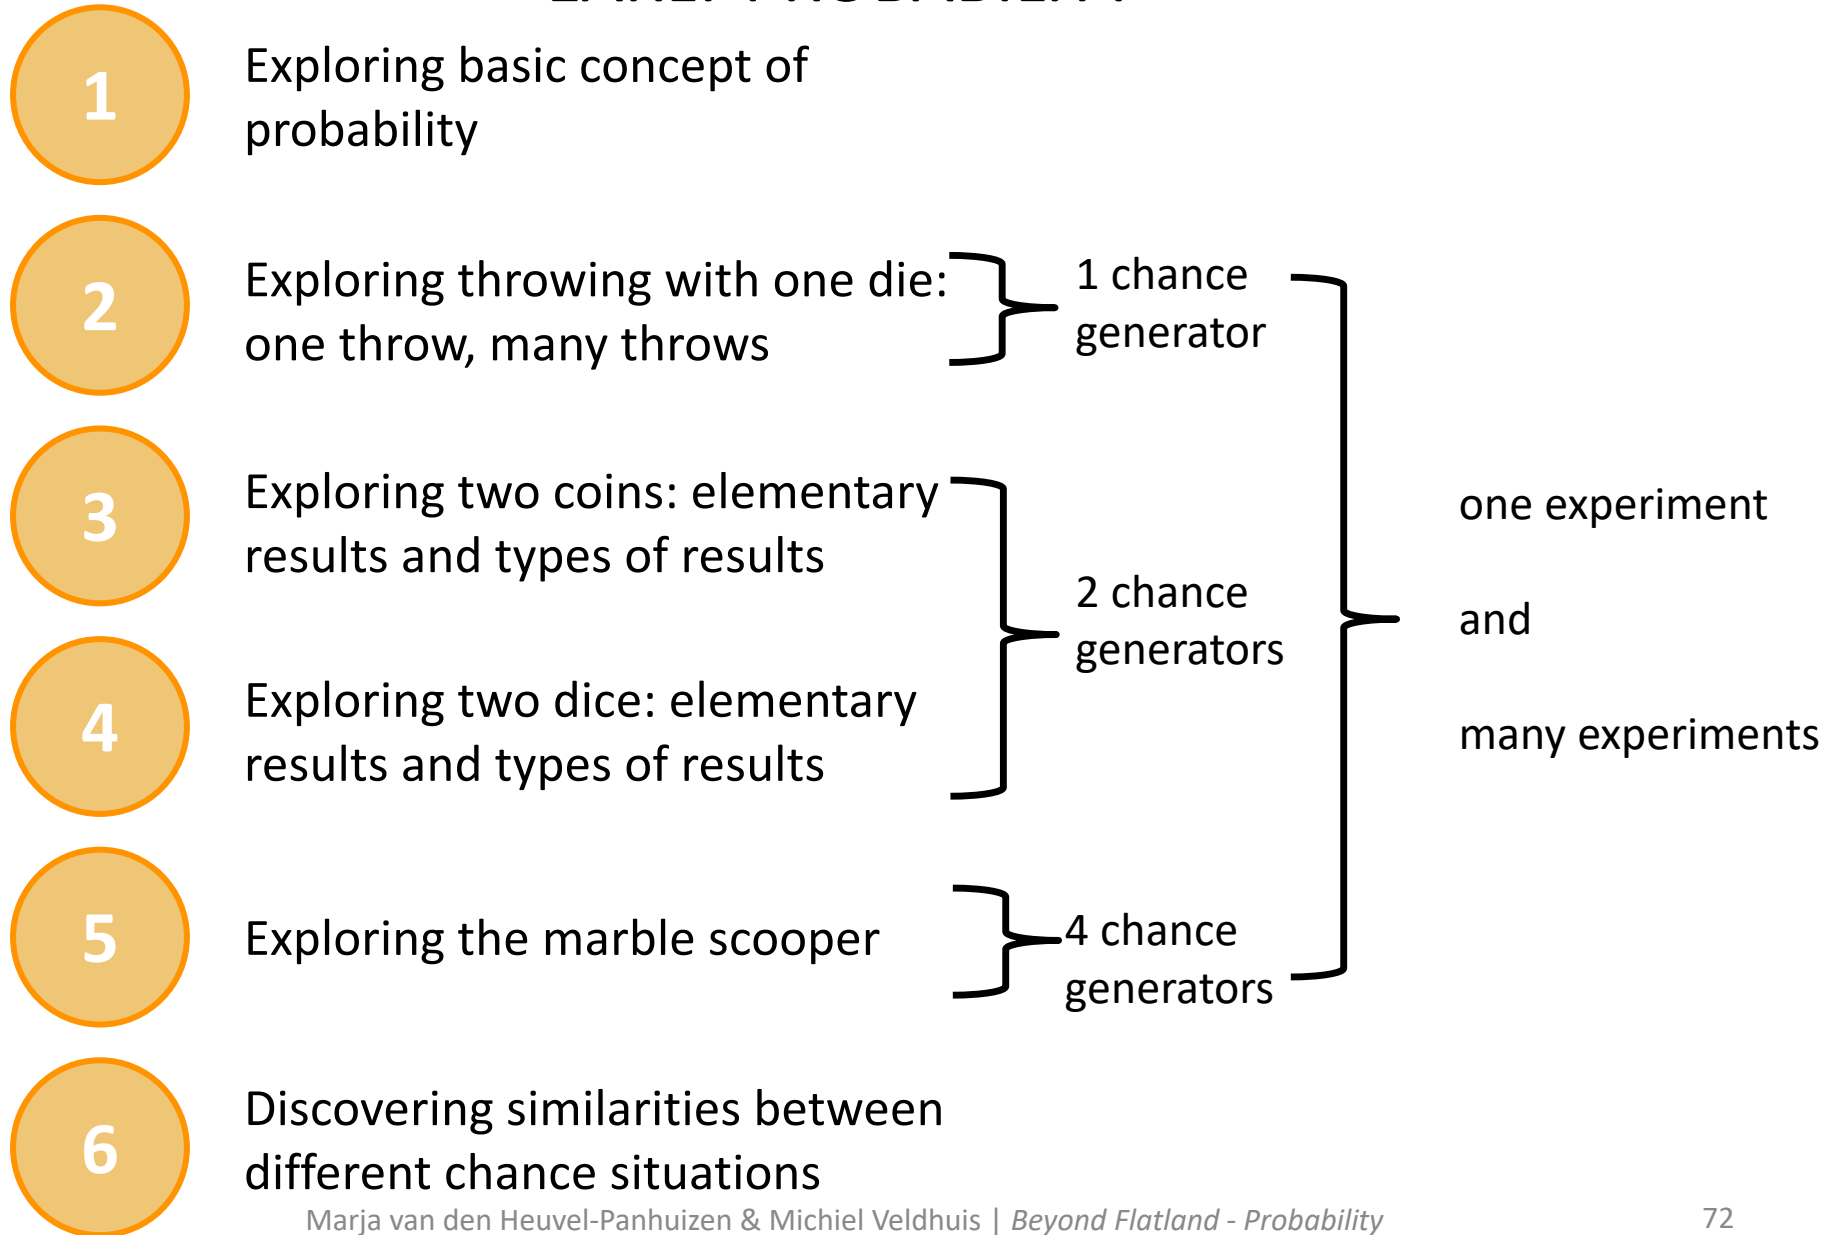 EARLY PROBABILITY
1
Exploring basic concept of
probability
2
Exploring throwing with one die:
one throw, many throws
1 chance
generator
3
Exploring two coins: elementary
results and types of results
2 chance
generators
4
Exploring two dice: elementary
results and types of results
5
Exploring the marble scooper
4 chance
generators
one experiment
and
many experiments
6
Discovering similarities between
different chance situations
Marja van den Heuvel-Panhuizen & Michiel Veldhuis | Beyond Flatland - Probability
72